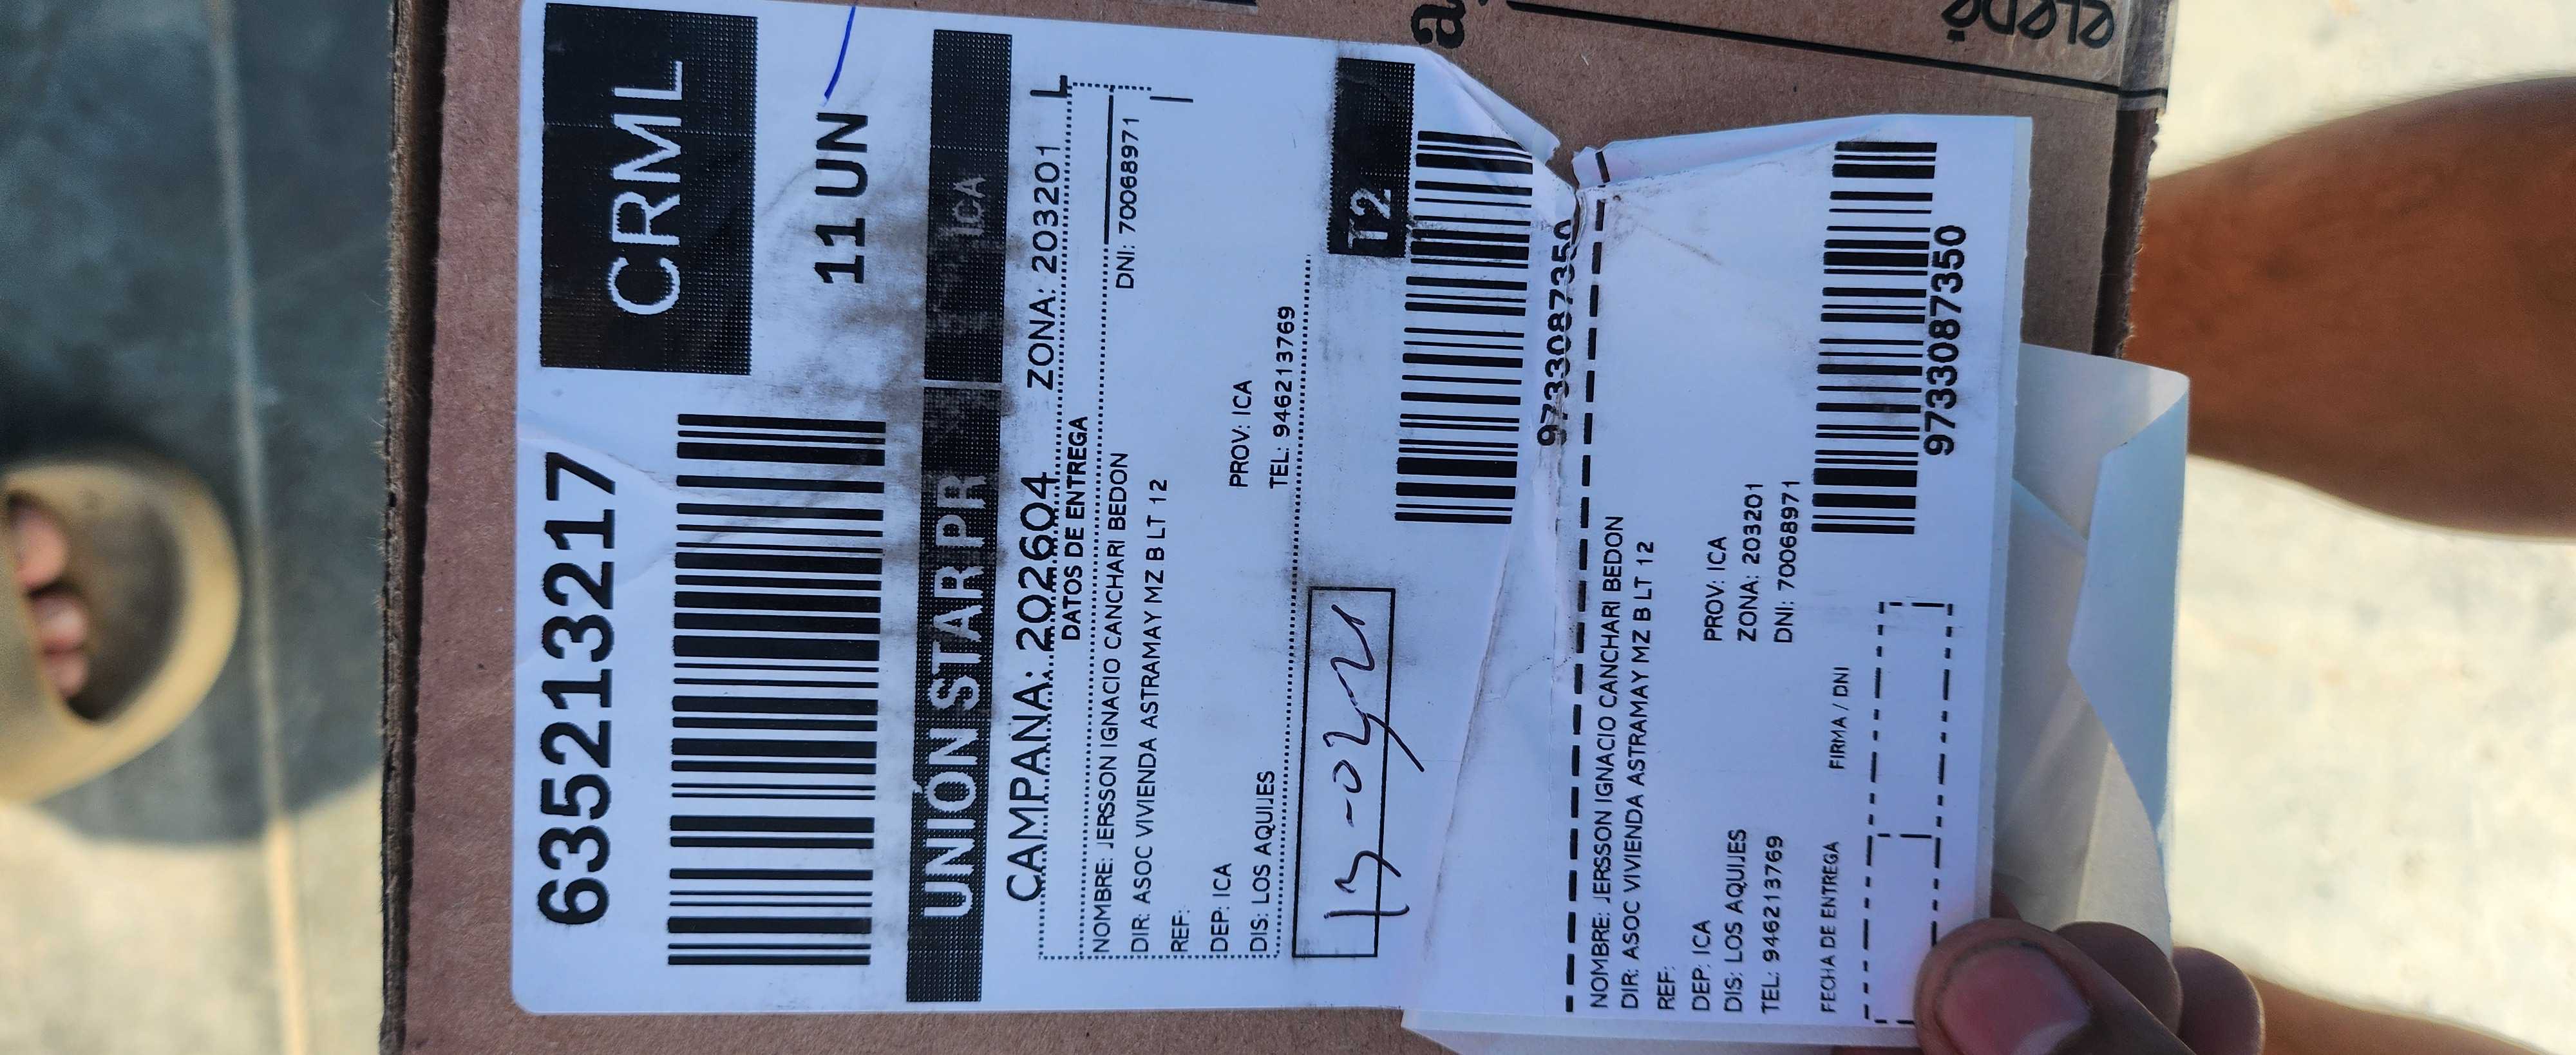 635213217
CRML
11 UN
UNIÓN STAR PR
ICA
CAMPAÑA: 202604 ZONA: 203201 L
DATOS DE ENTREGA
NOMBRE: JERSSON IGNACIO CANCHARI BEDON DNI: 70068971
DIR: ASOC VIVIENDA ASTRAMAY MZ B LT 12
REF:
DEP: ICA PROV: ICA
DIS: LOS AQUIJES TEL: 946213769
T2
9733087350
NOMBRE: JERSSON IGNACIO CANCHARI BEDON
DIR: ASOC VIVIENDA ASTRAMAY MZ B LT 12
REF:
DEP: ICA PROV: ICA
DIS: LOS AQUIJES ZONA: 203201
TEL: 946213769 DNI: 70068971
FECHA DE ENTREGA FIRMA / DNI
9733087350